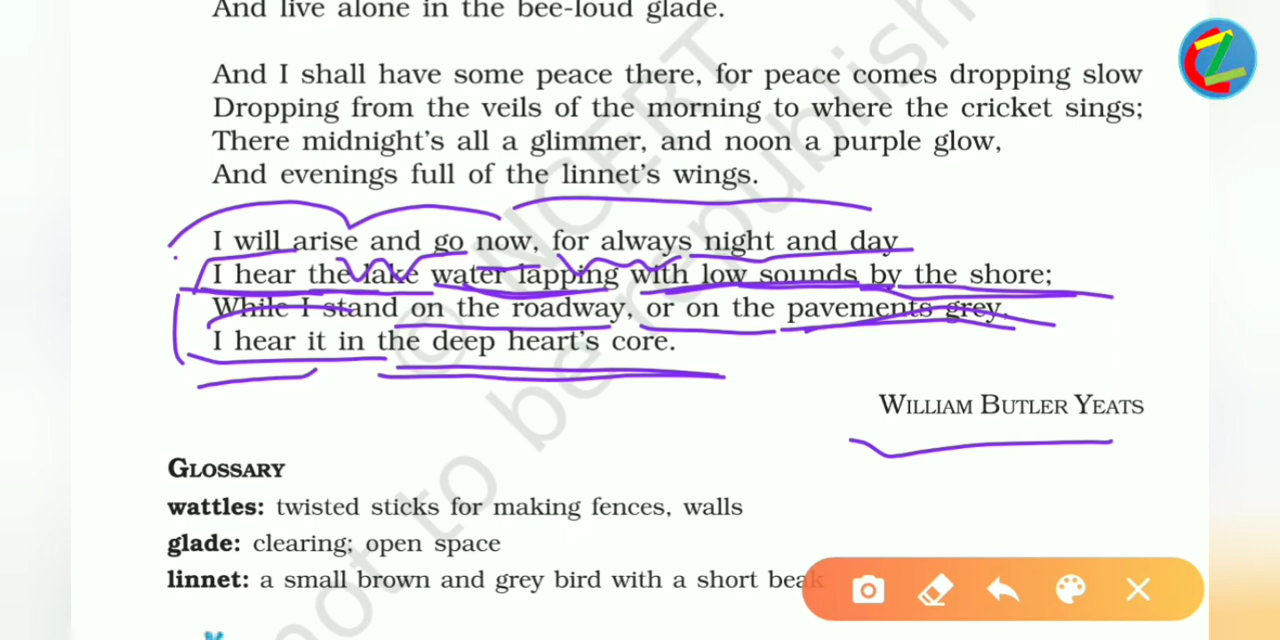 And live alone in the bee-loud glade.
And I shall have some peace there, for peace comes dropping slow
Dropping from the veils of the morning to where the cricket sings;
There midnight's all a glimmer, and noon a purple glow,
And evenings full of the linnet's wings.
I will arise and go now, for always night and day
I hear the lake water lapping with low sounds by the shore;
While I stand on the roadway, or on the pavements grey,
I hear it in the deep heart's core.
WILLIAM BUTLER YEATS
GLOSSARY
wattles: twisted sticks for making fences, walls
glade: clearing; open space
linnet: a small brown and grey bird with a short beak
© NCERT
not to be republish